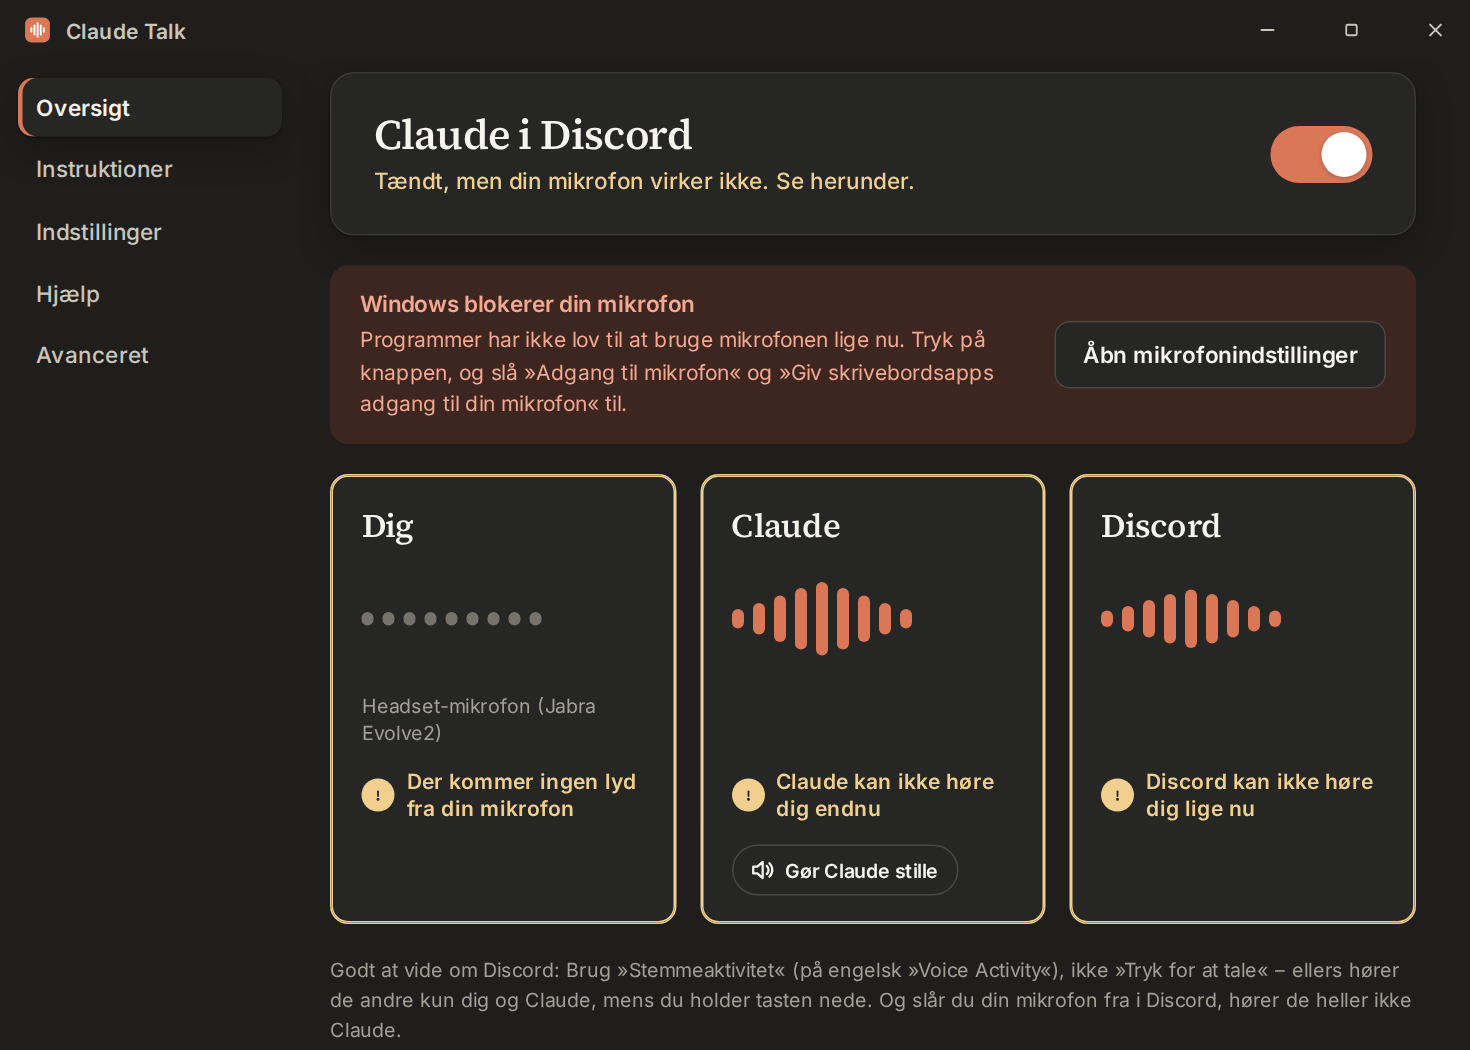 Claude Talk
Oversigt
Instruktioner
Indstillinger
Hjælp
Avanceret
Claude i Discord
Tændt, men din mikrofon virker ikke. Se herunder.
Windows blokerer din mikrofon
Programmer har ikke lov til at bruge mikrofonen lige nu. Tryk på
knappen, og slå »Adgang til mikrofon« og »Giv skrivebordsapps
adgang til din mikrofon« til.
Åbn mikrofonindstillinger
Dig
Headset-mikrofon (Jabra
Evolve2)
! Der kommer ingen lyd
fra din mikrofon
Claude
! Claude kan ikke høre
dig endnu
Gør Claude stille
Discord
! Discord kan ikke høre
dig lige nu
Godt at vide om Discord: Brug »Stemmeaktivitet« (på engelsk »Voice Activity«), ikke »Tryk for at tale« – ellers hører
de andre kun dig og Claude, mens du holder tasten nede. Og slår du din mikrofon fra i Discord, hører de heller ikke
Claude.